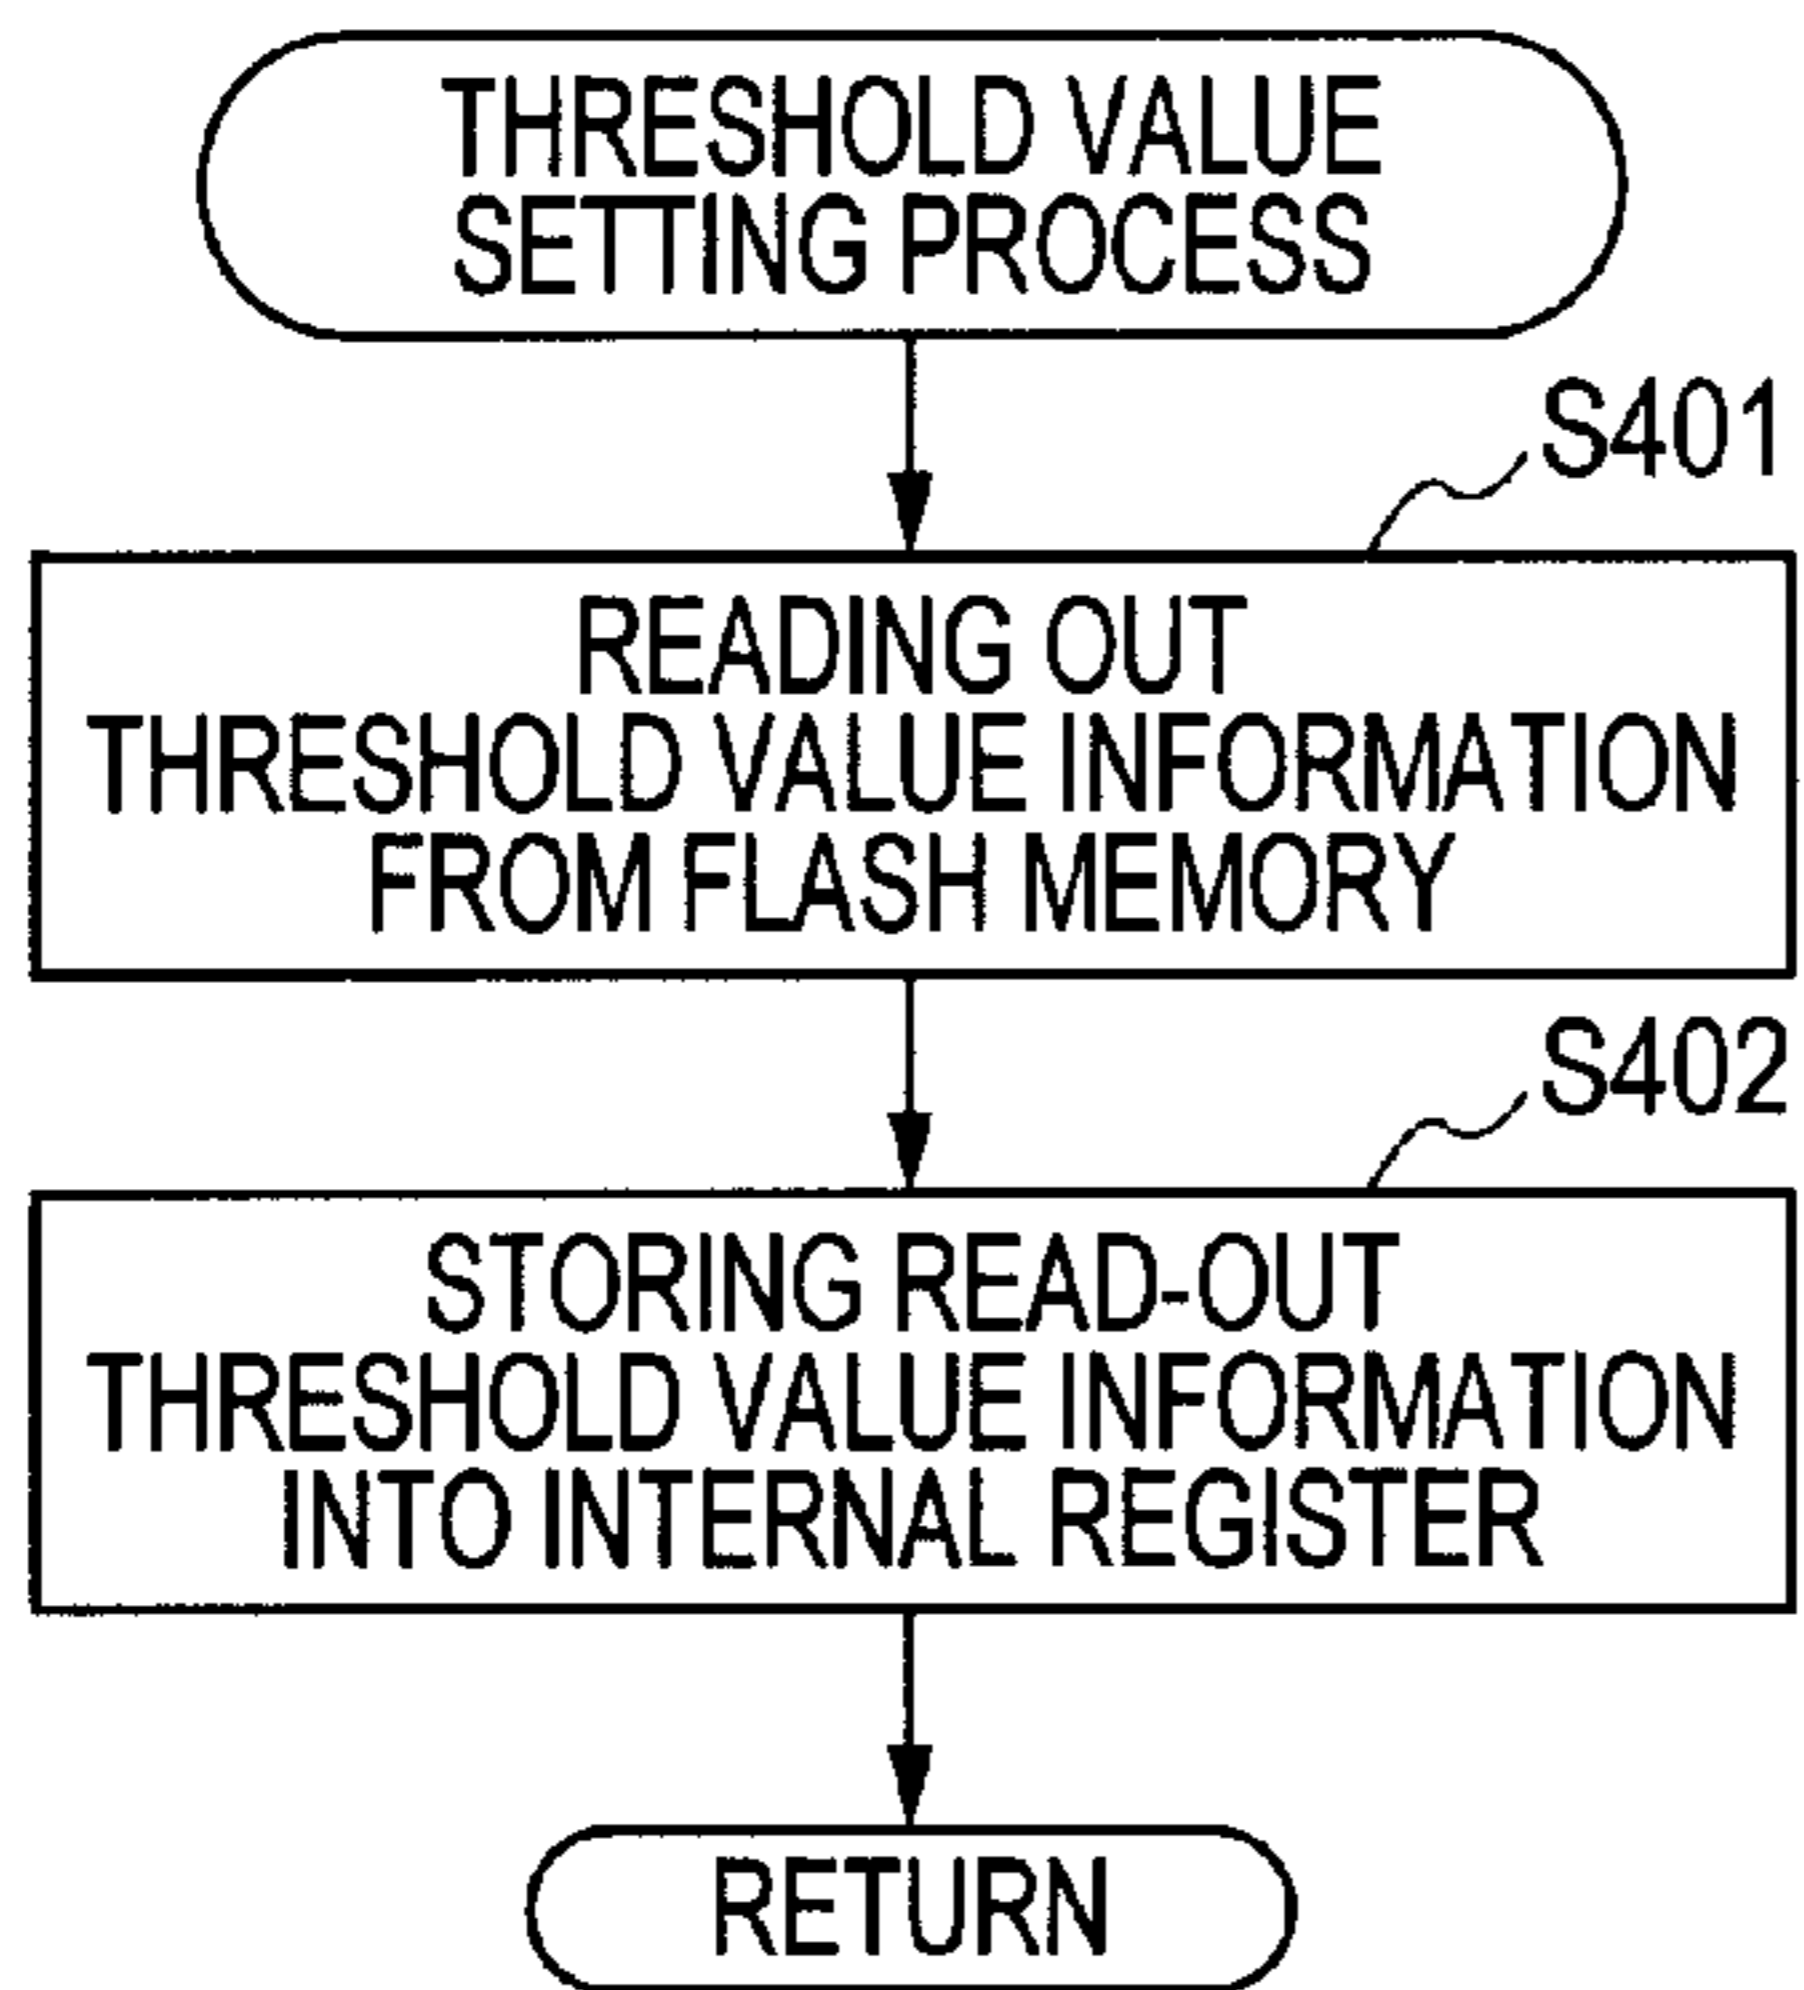 THRESHOLD VALUE
SETTING PROCESS
S401
READING OUT
THRESHOLD VALUE INFORMATION
FROM FLASH MEMORY
S402
STORING READ-OUT
THRESHOLD VALUE INFORMATION
INTO INTERNAL REGISTER
RETURN